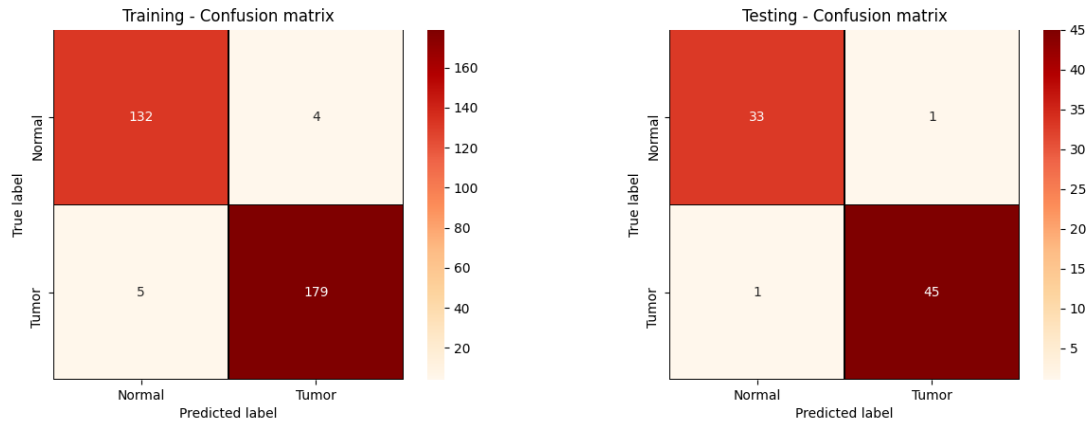 Training - Confusion matrix
True label
Normal
Tumor
132
4
5
179
Normal
Tumor
Predicted label
160
140
120
100
80
60
40
20
Testing - Confusion matrix
True label
Normal
Tumor
33
1
1
45
Normal
Tumor
Predicted label
45
40
35
30
25
20
15
10
5